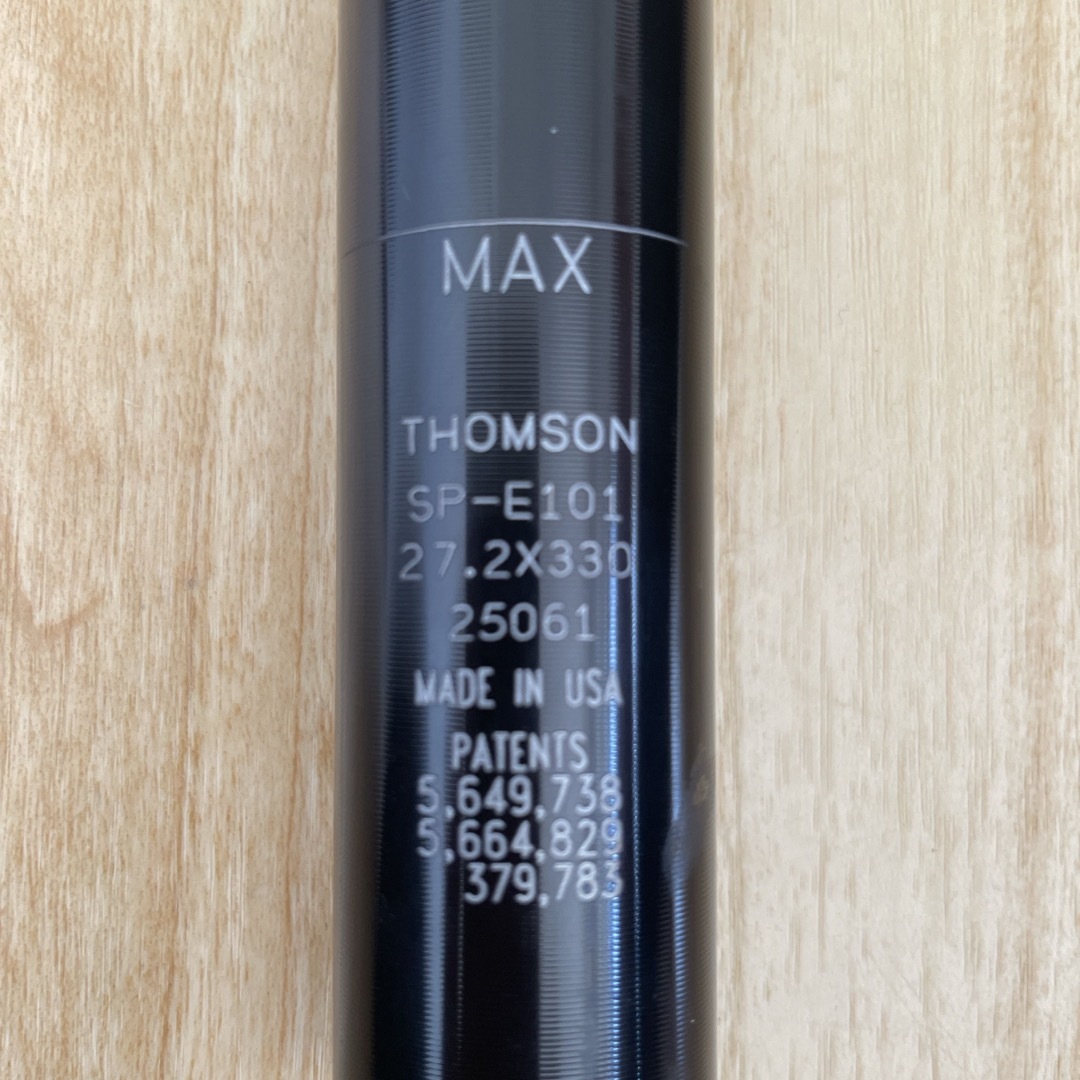 MAX
THOMSON
SP-E101
27.2X330
25061
MADE IN USA
PATENTS
5,649,738
5,664,829
379,783